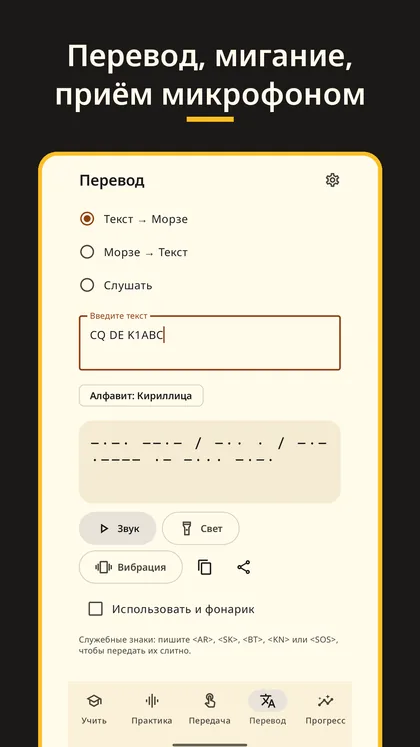 Перевод, мигание,
приём микрофоном
Перевод
Текст → Морзе
Морзе → Текст
Слушать
Введите текст
CQ DE K1ABC
Алфавит: Кириллица
−·−· −−·− / −·· · / −·−
·−−−− ·− −··· −·−·
Звук
Свет
Вибрация
Использовать и фонарик
Служебные знаки: пишите <AR>, <SK>, <BT>, <KN> или <SOS>,
чтобы передать их слитно.
Учить
Практика
Передача
Перевод
Прогресс